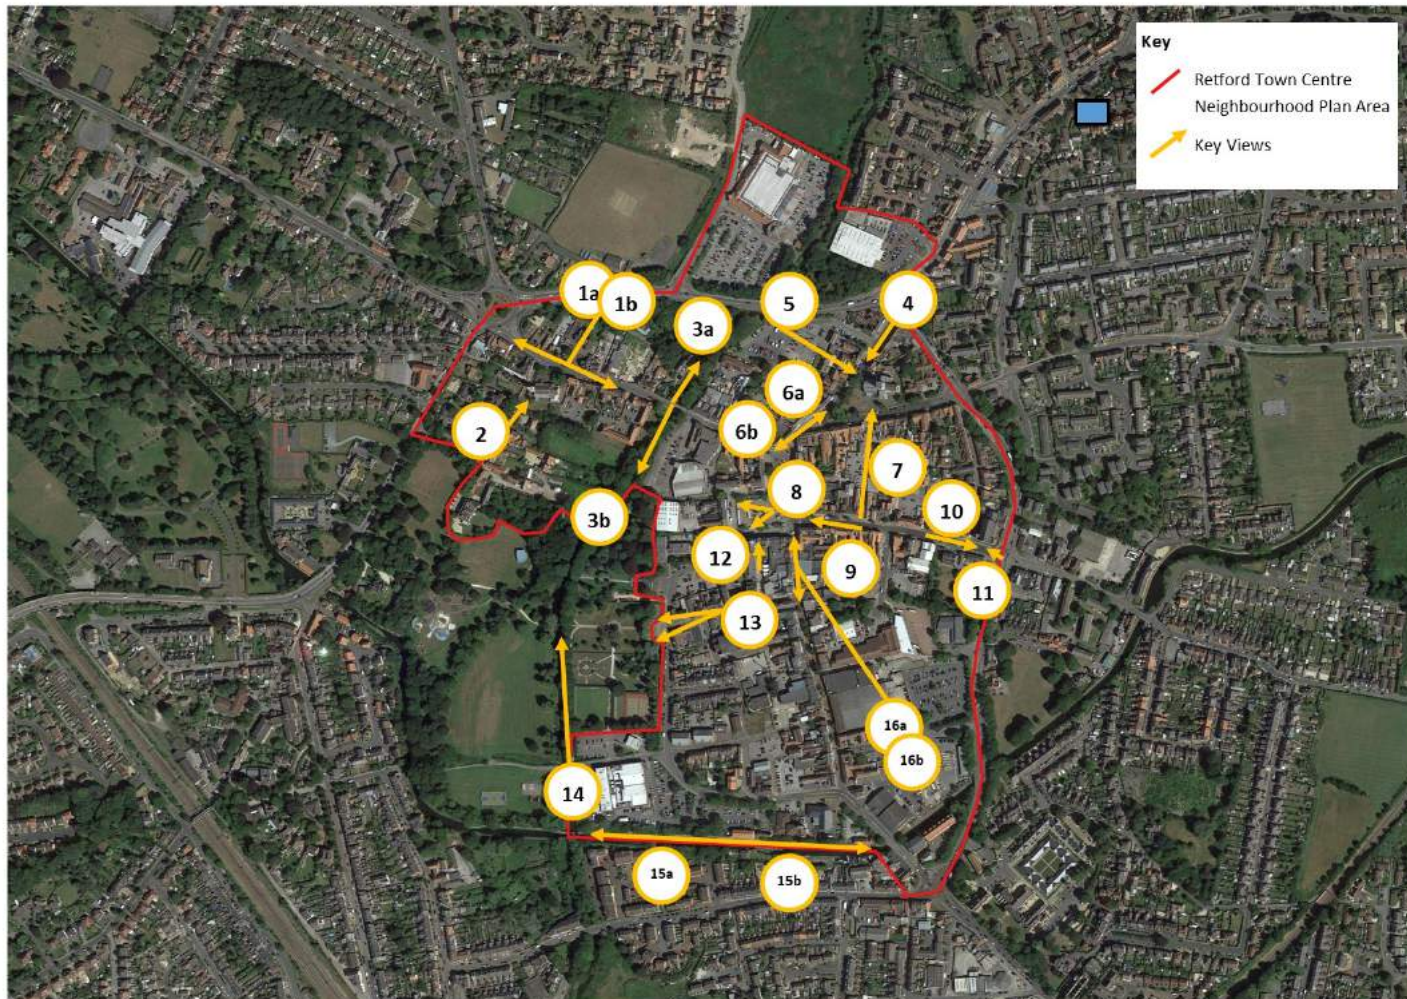 Key
Retford Town Centre
Neighbourhood Plan Area
Key Views
1a
1b
3a
5
4
6a
2
6b
7
8
10
3b
12
9
11
13
16a
16b
14
15a
15b